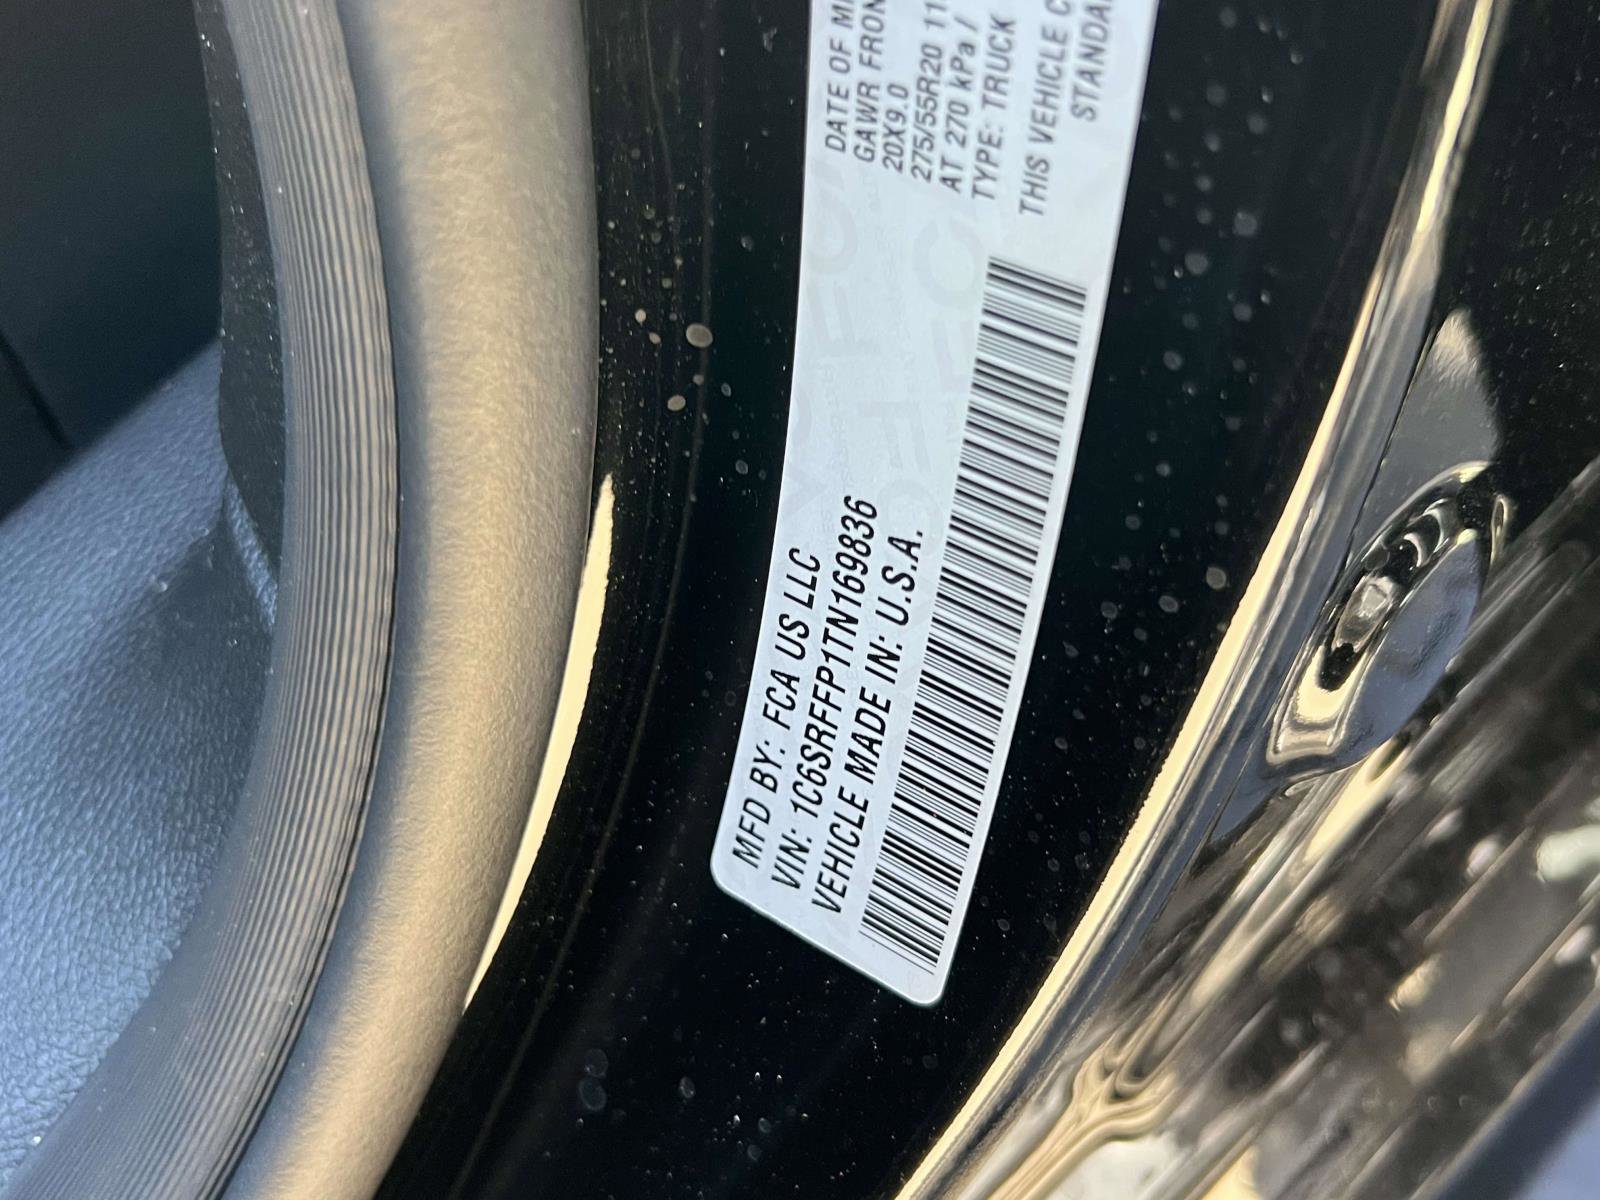 MFD BY: FCA US LLC
VIN: 1C6SRFFP1TN169836
VEHICLE MADE IN: U.S.A.
DATE OF
GAWR FRON
20X9.0
275/55R20 11
AT 270 kPa /
TYPE: TRUCK
THIS VEHICLE C
STANDA